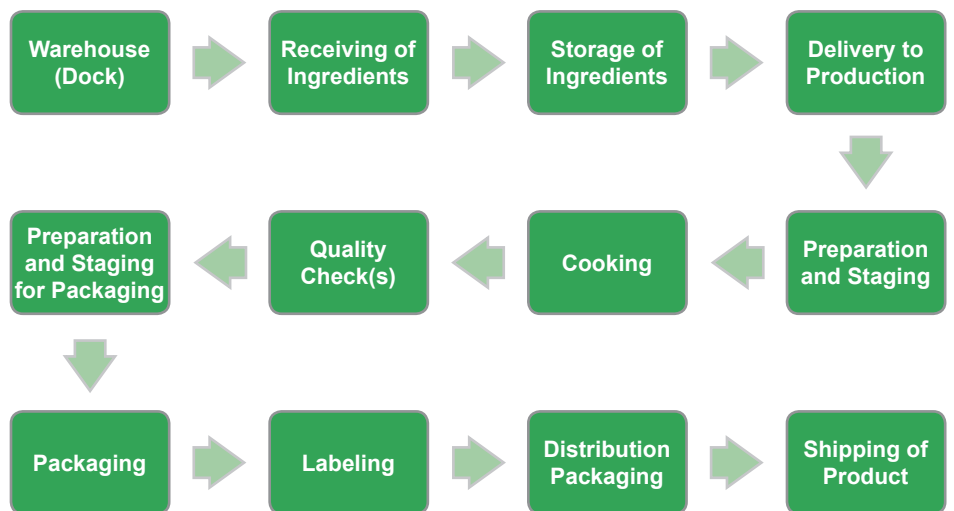 Warehouse
(Dock)
Receiving of
Ingredients
Storage of
Ingredients
Delivery to
Production
Preparation
and Staging
Cooking
Quality
Check(s)
Preparation
and Staging
for Packaging
Packaging
Labeling
Distribution
Packaging
Shipping of
Product